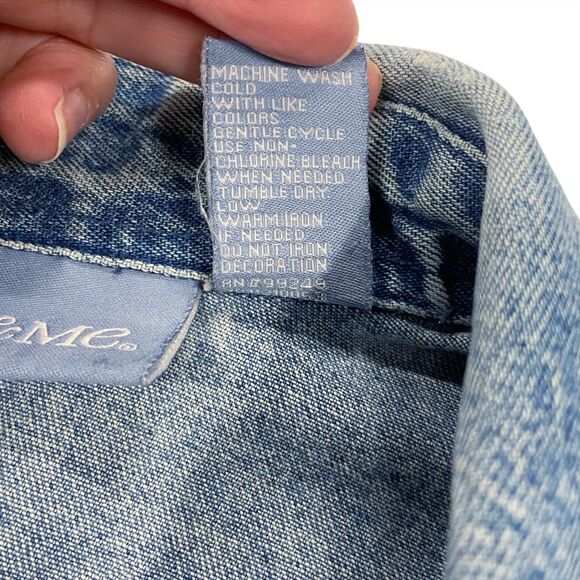 MACHINE WASH
COLD
WITH LIKE
COLORS
GENTLE CYCLE
USE NON-
CHLORINE BLEACH
WHEN NEEDED
TUMBLE DRY
LOW
WARM IRON
IF NEEDED
DO NOT IRON
DECORATION
RN # 99249
&ME®